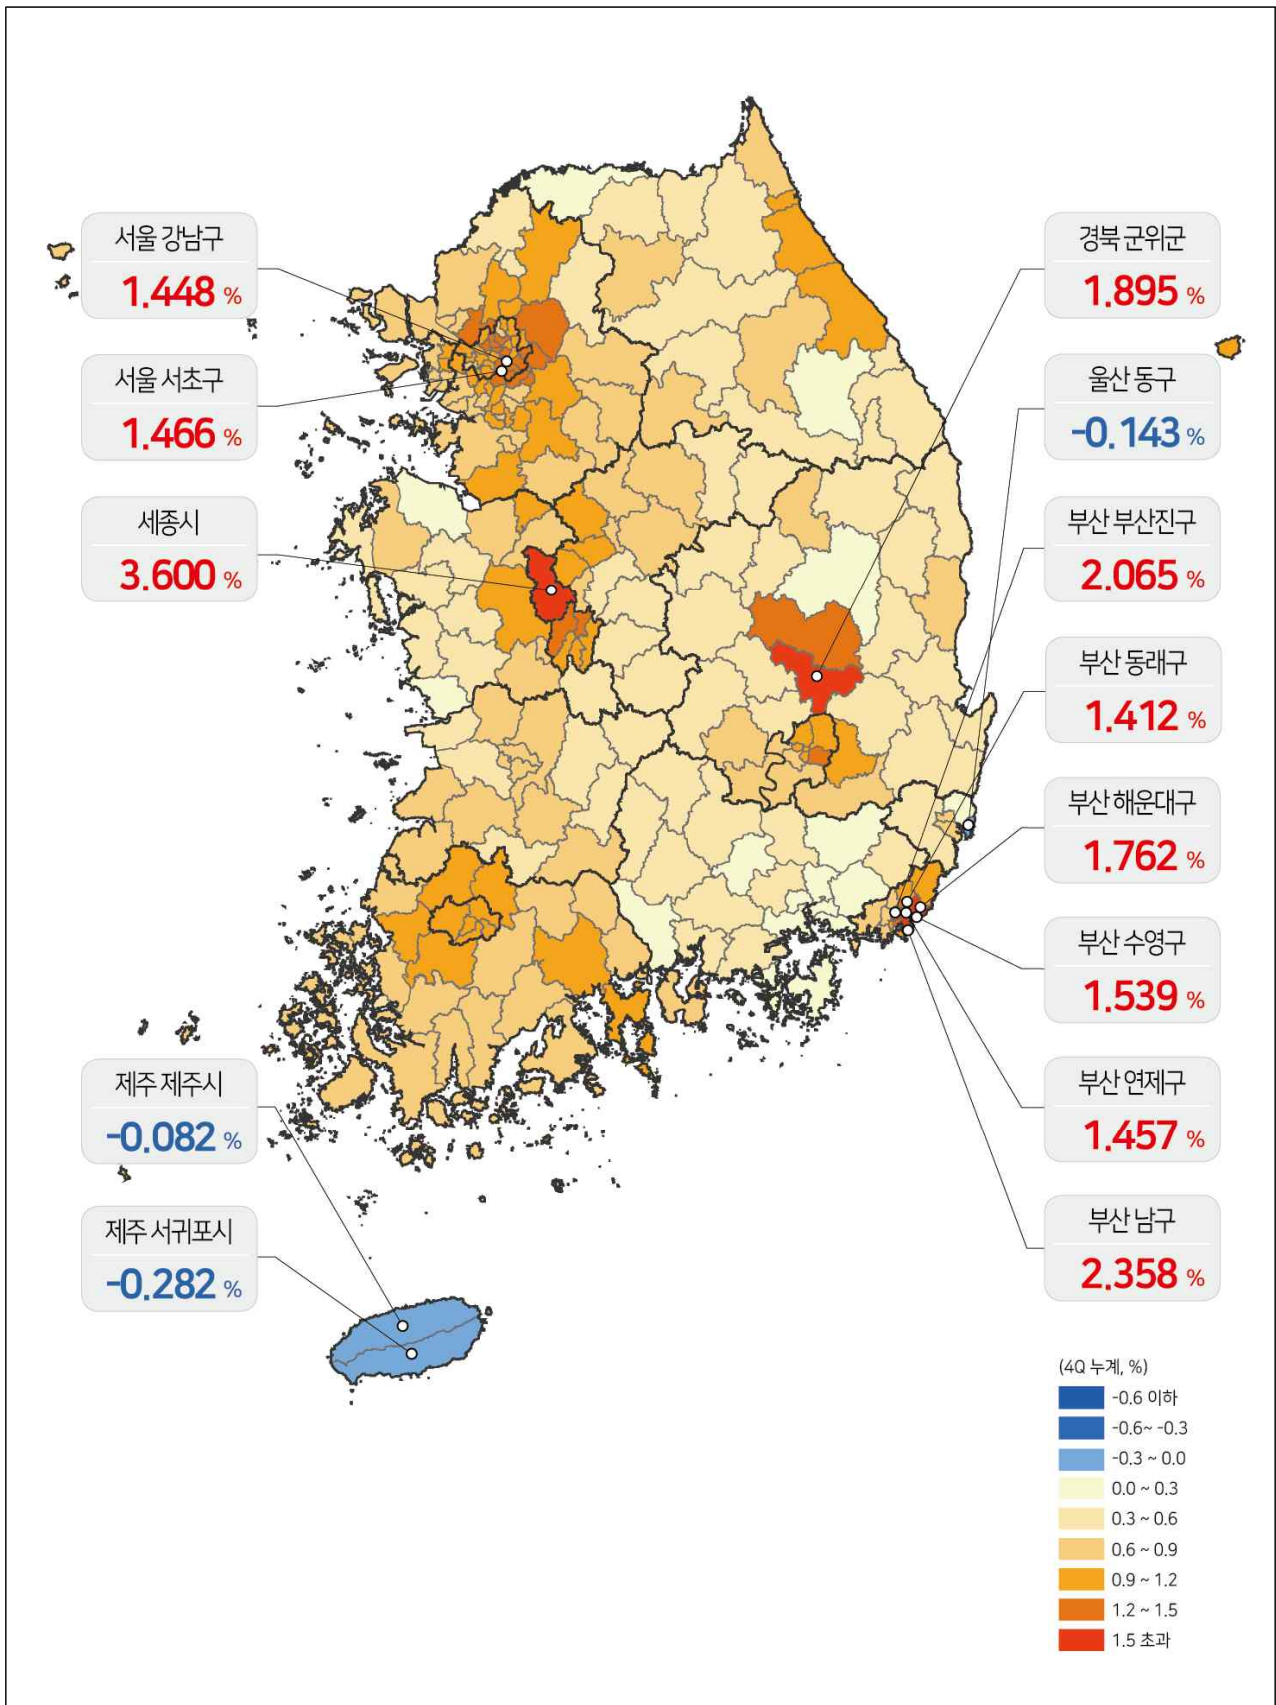 서울 강남구
1.448 %
서울 서초구
1.466 %
세종시
3.600 %
제주 제주시
-0.082 %
제주 서귀포시
-0.282 %
경북 군위군
1.895 %
울산 동구
-0.143 %
부산 부산진구
2.065 %
부산 동래구
1.412 %
부산 해운대구
1.762 %
부산 수영구
1.539 %
부산 연제구
1.457 %
부산 남구
2.358 %
(4Q 누계, %)
-0.6 이하
-0.6~ -0.3
-0.3 ~ 0.0
0.0 ~ 0.3
0.3 ~ 0.6
0.6 ~ 0.9
0.9 ~ 1.2
1.2 ~ 1.5
1.5 초과